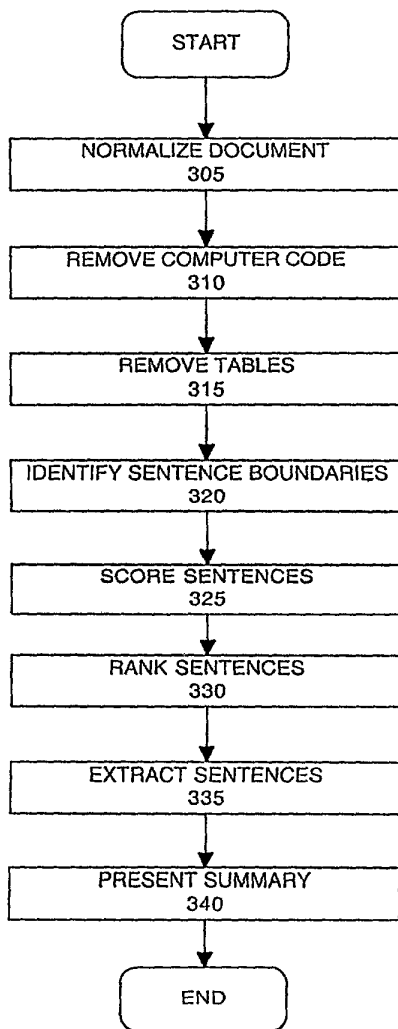 START
NORMALIZE DOCUMENT
305
REMOVE COMPUTER CODE
310
REMOVE TABLES
315
IDENTIFY SENTENCE BOUNDARIES
320
SCORE SENTENCES
325
RANK SENTENCES
330
EXTRACT SENTENCES
335
PRESENT SUMMARY
340
END